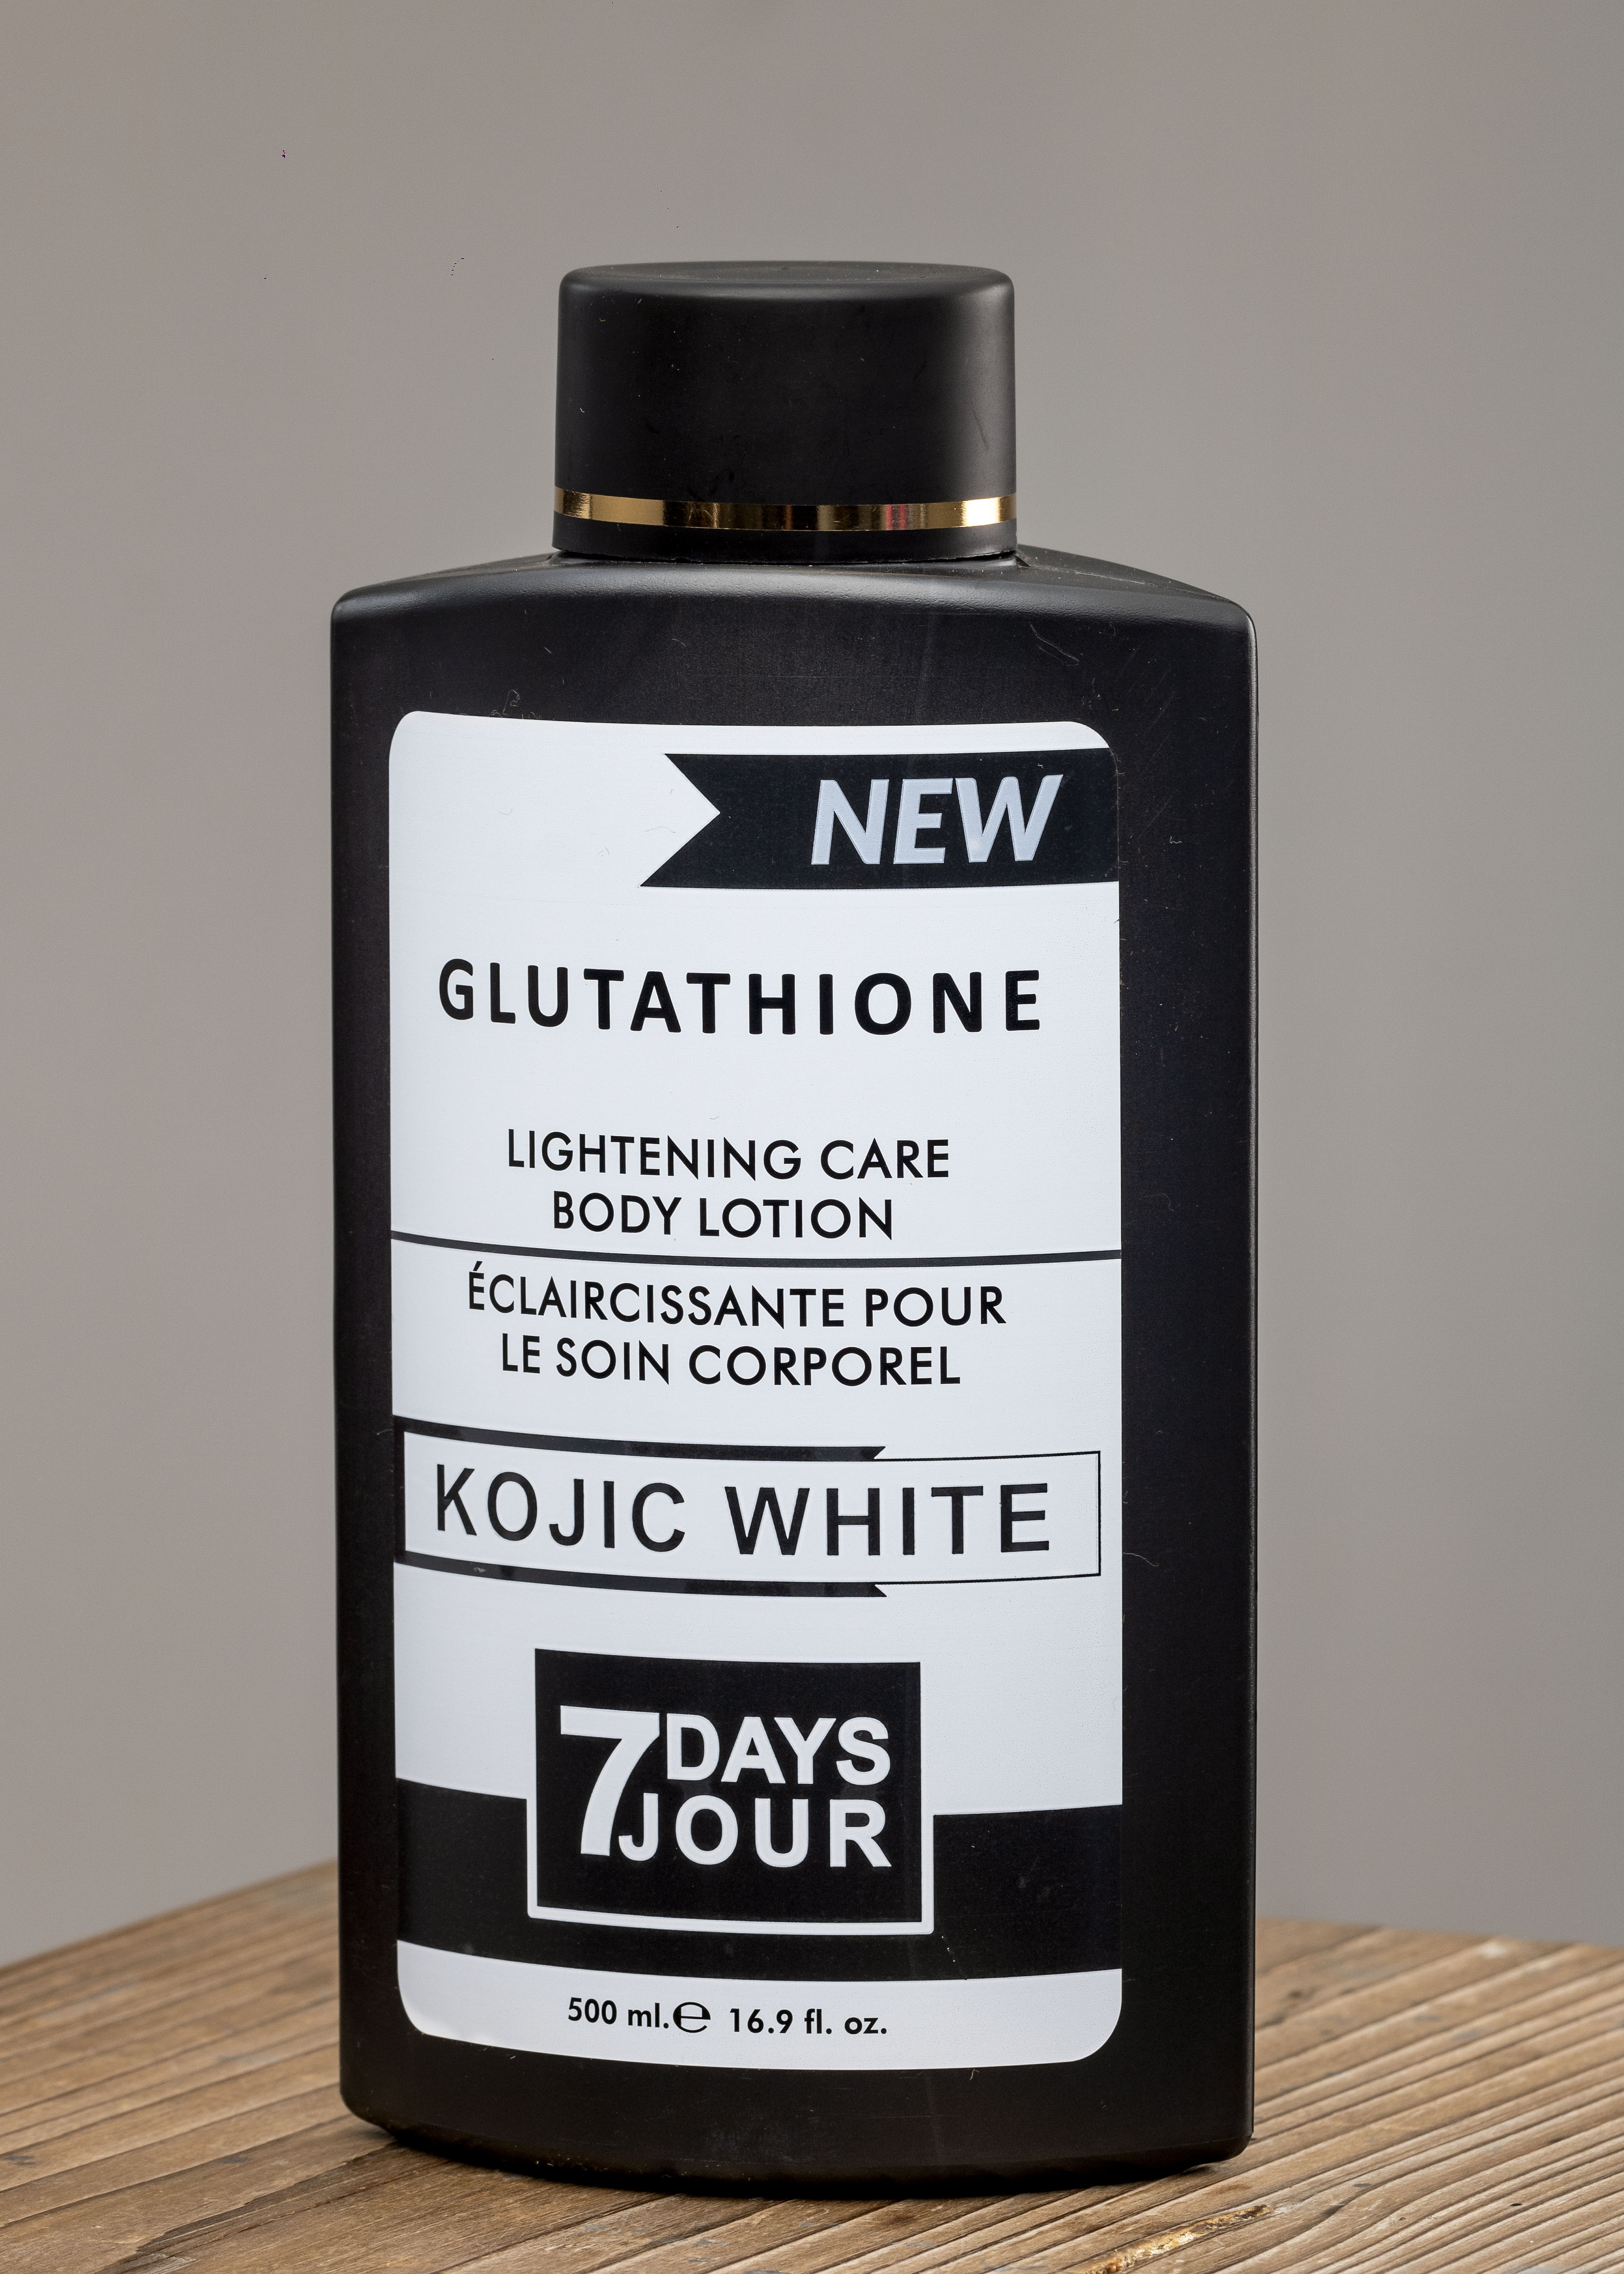 NEW
GLUTATHIONE
LIGHTENING CARE
BODY LOTION
ÉCLAIRCISSANTE POUR
LE SOIN CORPOREL
KOJIC WHITE
7 DAYS
JOUR
500 ml. ℮ 16.9 fl. oz.